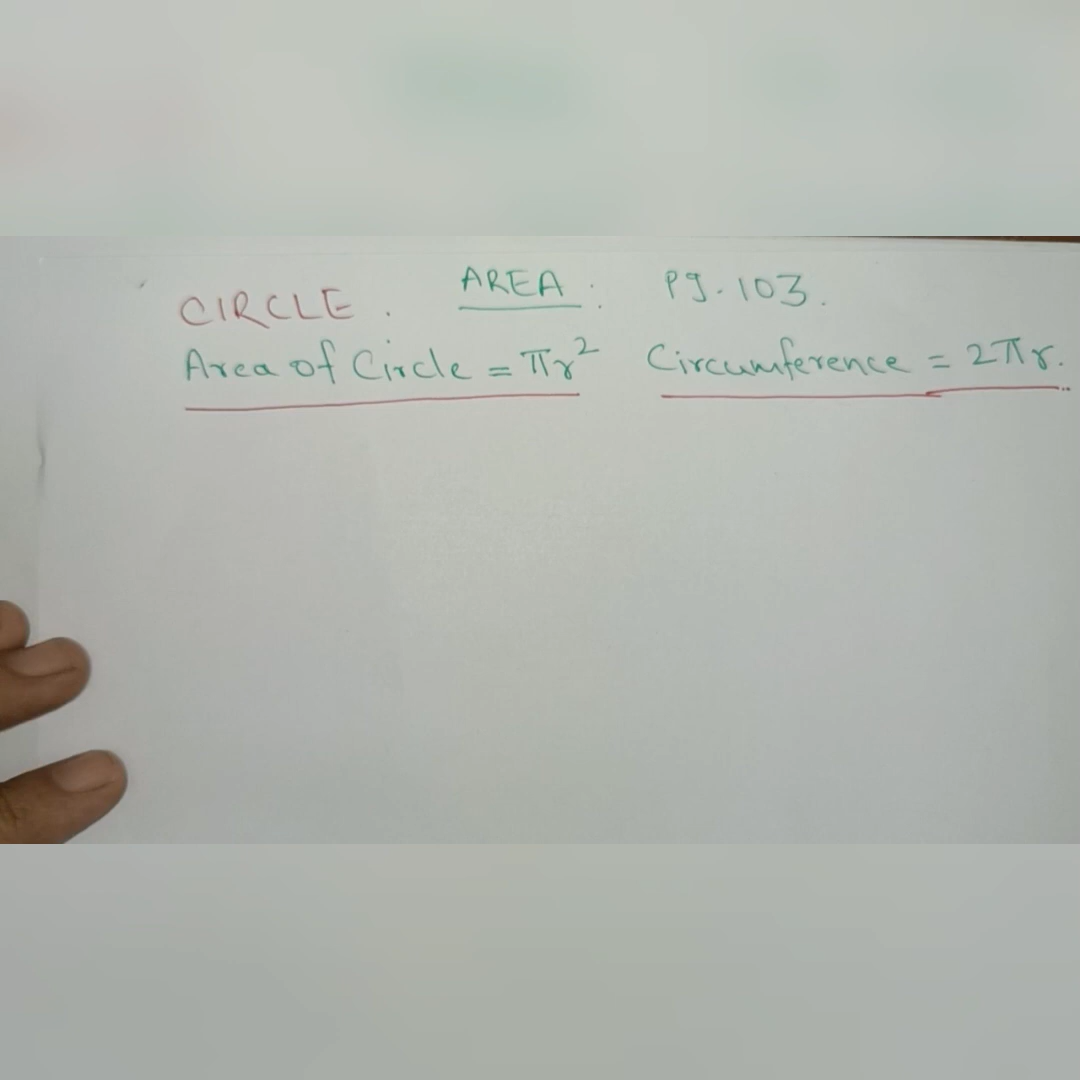 CIRCLE. AREA: Pg. 103.
Area of Circle = πr² Circumference = 2πr.